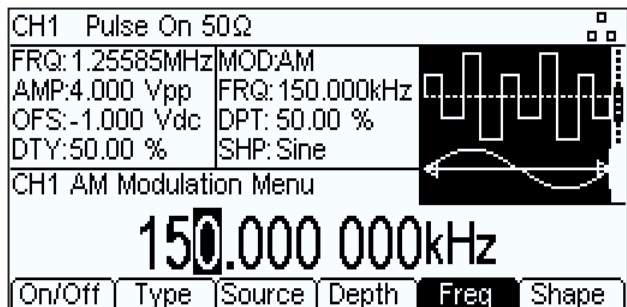 CH1 Pulse On 50Ω
FRQ:1.25585MHz MOD:AM
AMP:4.000 Vpp FRQ:150.000kHz
OFS:-1.000 Vdc DPT: 50.00 %
DTY:50.00 % SHP: Sine
CH1 AM Modulation Menu
150.000 000kHz
On/Off Type Source Depth Freq Shape